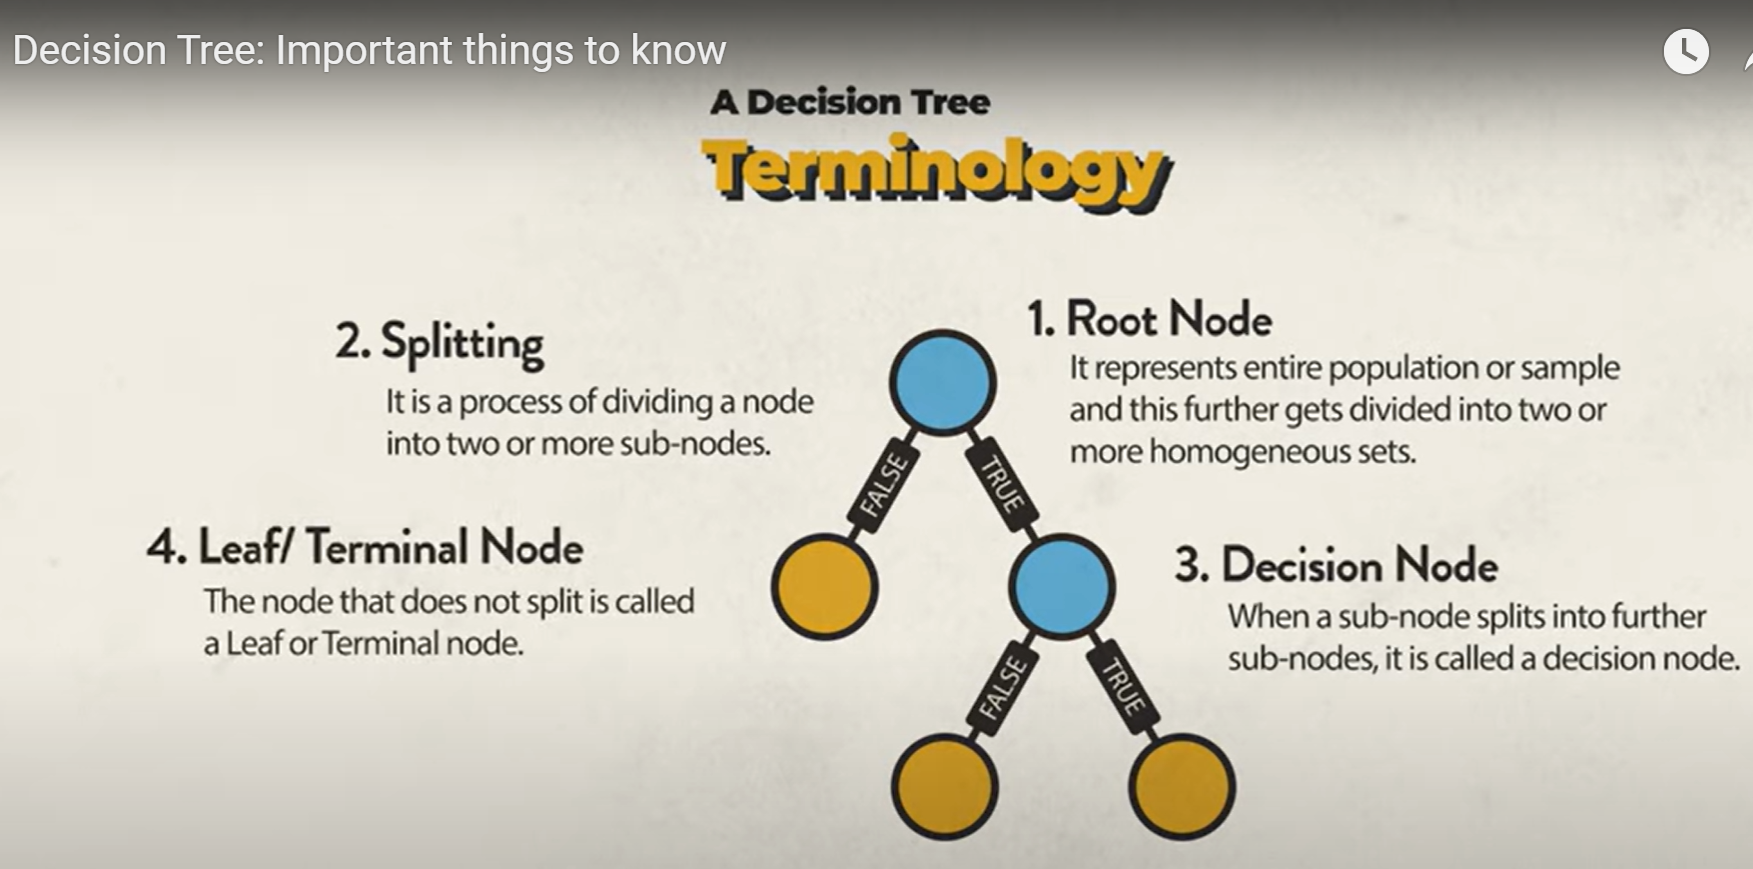 Decision Tree: Important things to know
A Decision Tree
Terminology
1. Root Node
It represents entire population or sample
and this further gets divided into two or
more homogeneous sets.
2. Splitting
It is a process of dividing a node
into two or more sub-nodes.
FALSE
TRUE
3. Decision Node
When a sub-node splits into further
sub-nodes, it is called a decision node.
4. Leaf/ Terminal Node
The node that does not split is called
a Leaf or Terminal node.
FALSE
TRUE